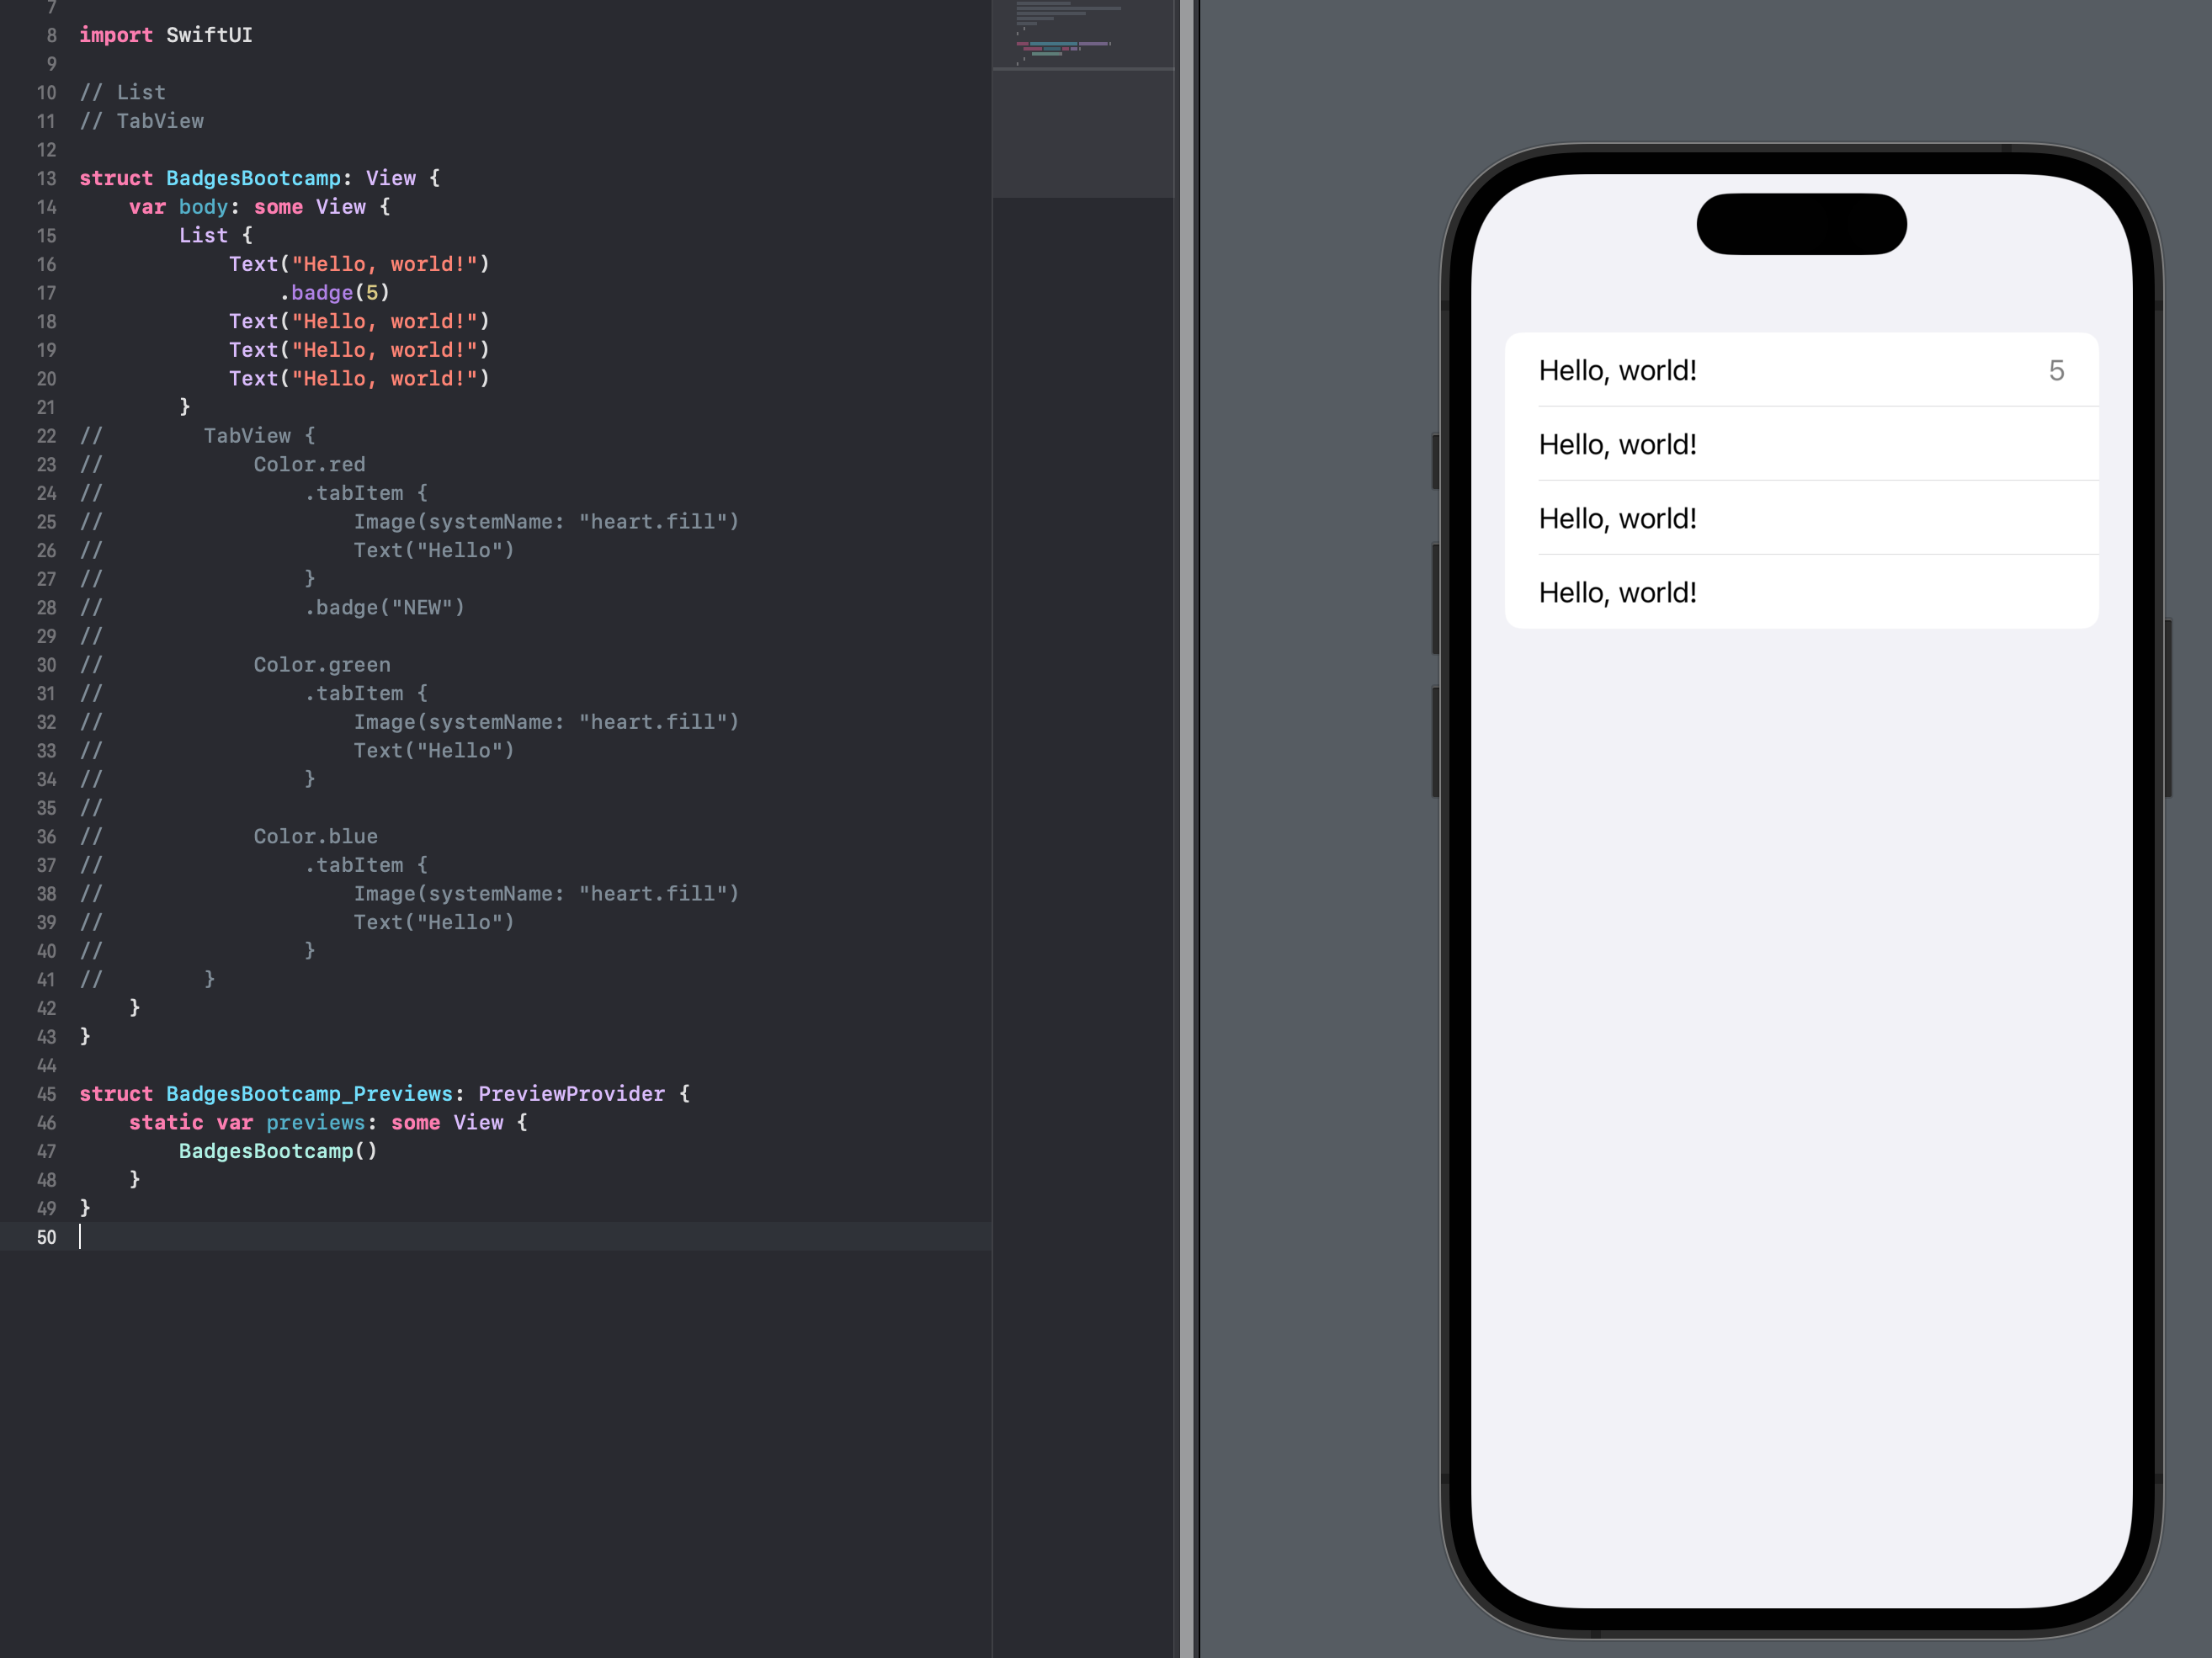 7
8 import SwiftUI
9
10 // List
11 // TabView
12
13 struct BadgesBootcamp: View {
14     var body: some View {
15         List {
16             Text("Hello, world!")
17                 .badge(5)
18             Text("Hello, world!")
19             Text("Hello, world!")
20             Text("Hello, world!")
21         }
22 //        TabView {
23 //            Color.red
24 //                .tabItem {
25 //                    Image(systemName: "heart.fill")
26 //                    Text("Hello")
27 //                }
28 //                .badge("NEW")
29 //
30 //            Color.green
31 //                .tabItem {
32 //                    Image(systemName: "heart.fill")
33 //                    Text("Hello")
34 //                }
35 //
36 //            Color.blue
37 //                .tabItem {
38 //                    Image(systemName: "heart.fill")
39 //                    Text("Hello")
40 //                }
41 //        }
42     }
43 }
44
45 struct BadgesBootcamp_Previews: PreviewProvider {
46     static var previews: some View {
47         BadgesBootcamp()
48     }
49 }
50
Hello, world! 5
Hello, world!
Hello, world!
Hello, world!